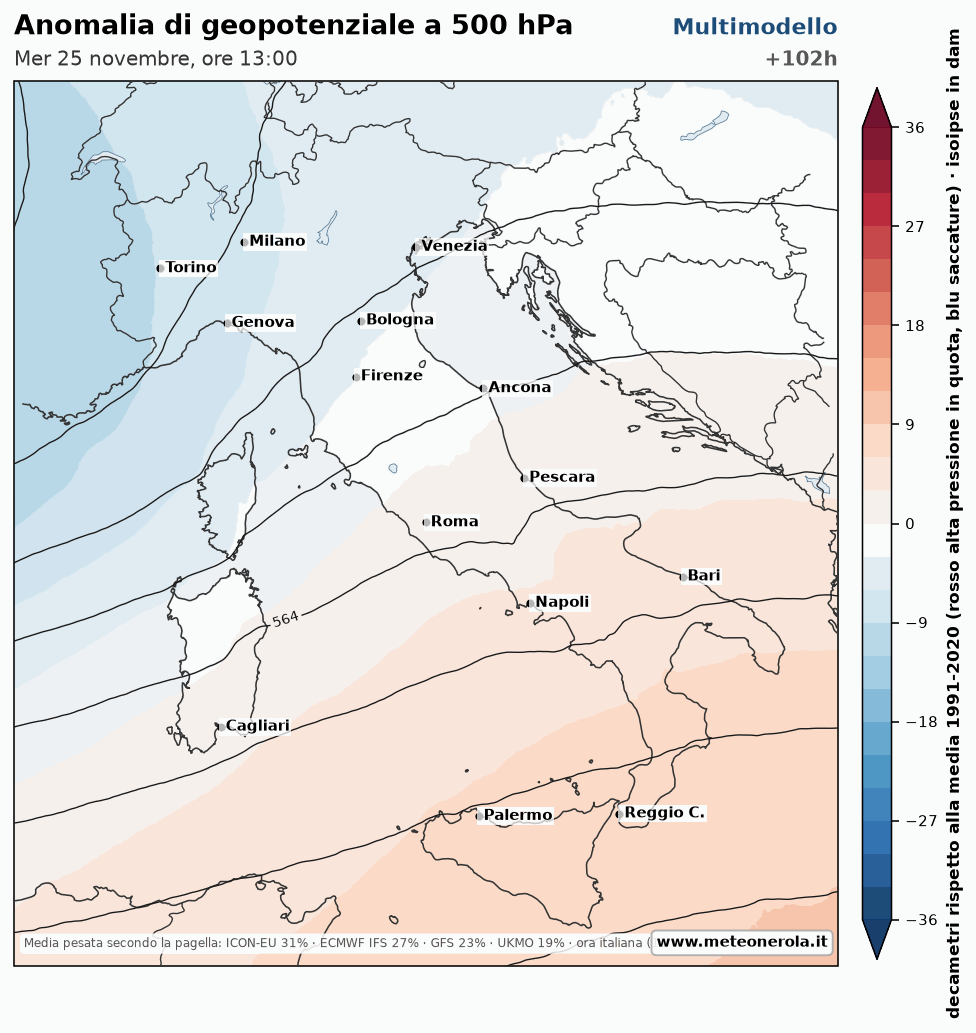 Anomalia di geopotenziale a 500 hPa
Multimodello
Mer 25 novembre, ore 13:00
+102h
Milano
Venezia
Torino
Genova
Bologna
Firenze
Ancona
Pescara
Roma
Bari
Napoli
564
Cagliari
Palermo
Reggio C.
Media pesata secondo la pagella: ICON-EU 31% · ECMWF IFS 27% · GFS 23% · UKMO 19% · ora italiana (
www.meteonerola.it
36
27
18
9
0
−9
−18
−27
−36
decametri rispetto alla media 1991-2020 (rosso alta pressione in quota, blu saccature) · isoipse in dam